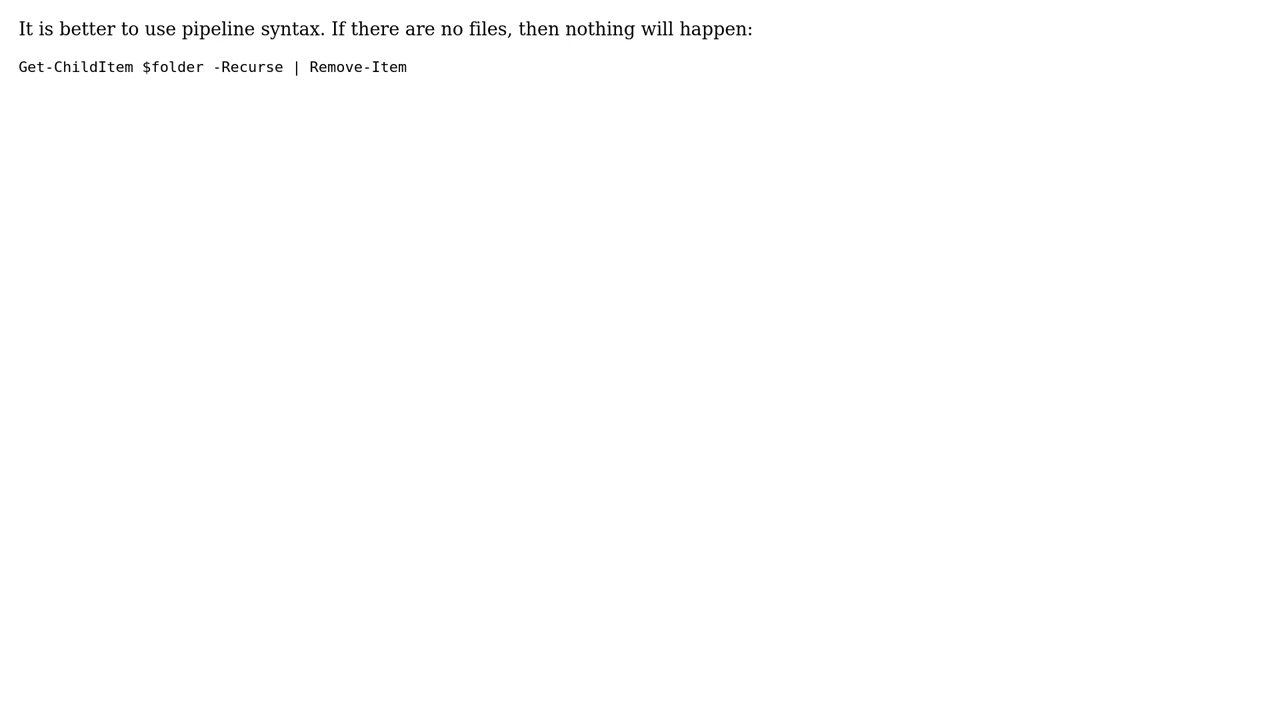 It is better to use pipeline syntax. If there are no files, then nothing will happen:
Get-ChildItem $folder -Recurse | Remove-Item